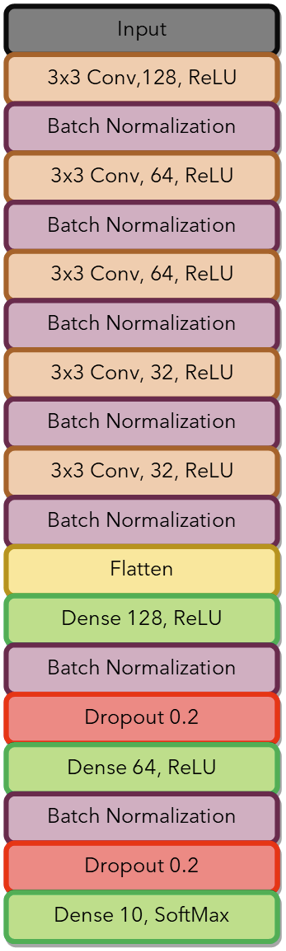 Input
3x3 Conv,128, ReLU
Batch Normalization
3x3 Conv, 64, ReLU
Batch Normalization
3x3 Conv, 64, ReLU
Batch Normalization
3x3 Conv, 32, ReLU
Batch Normalization
3x3 Conv, 32, ReLU
Batch Normalization
Flatten
Dense 128, ReLU
Batch Normalization
Dropout 0.2
Dense 64, ReLU
Batch Normalization
Dropout 0.2
Dense 10, SoftMax